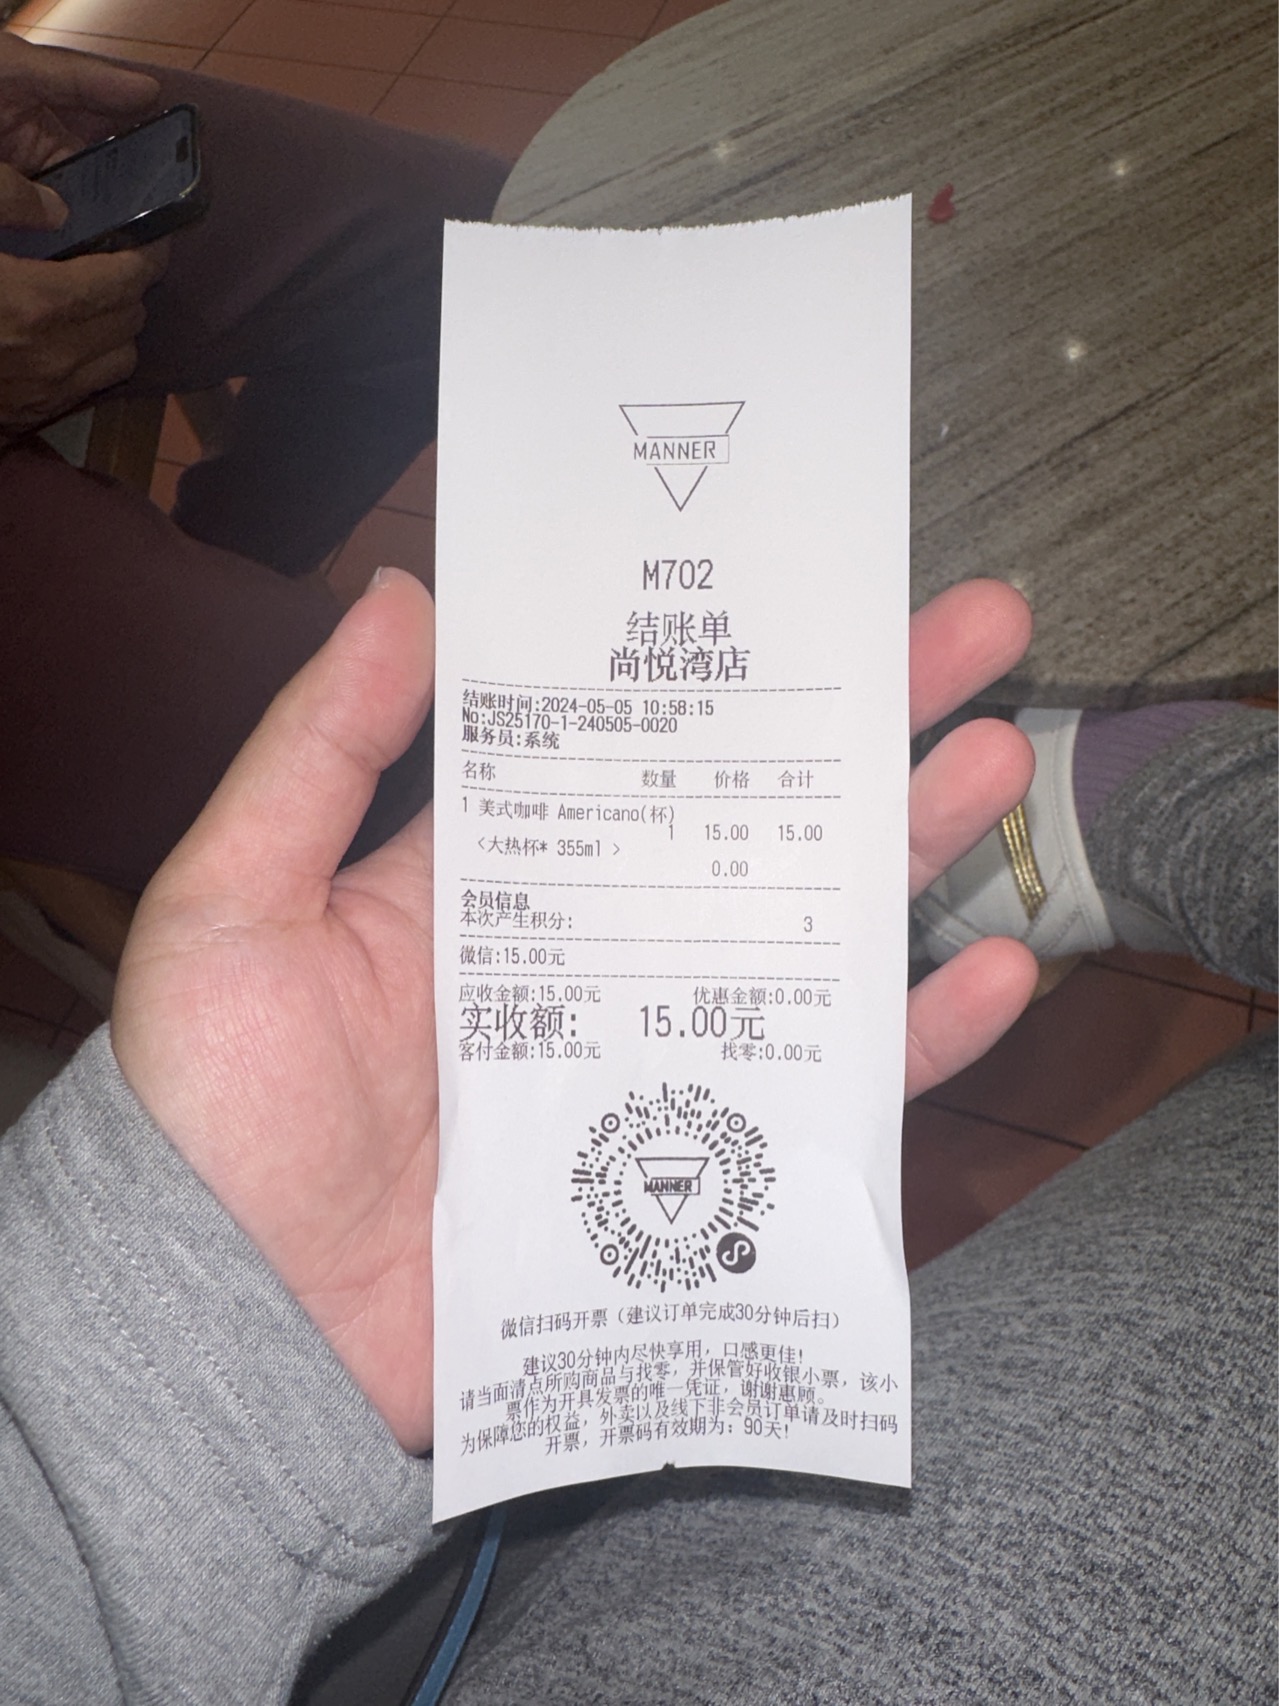 MANNER
M702
结账单
尚悦湾店
结账时间:2024-05-05 10:58:15
No:JS25170-1-240505-0020
服务员:系统
名称 数量 价格 合计
1 美式咖啡 Americano(杯)
1 15.00 15.00
<大热杯* 355ml >
0.00
会员信息
本次产生积分: 3
微信:15.00元
应收金额:15.00元 优惠金额:0.00元
实收额: 15.00元
客付金额:15.00元 找零:0.00元
MANNER
微信扫码开票（建议订单完成30分钟后扫）
建议30分钟内尽快享用，口感更佳！
请当面清点所购商品与找零，并保管好收银小票，该小
票作为开具发票的唯一凭证，谢谢惠顾。
为保障您的权益，外卖以及线下非会员订单请及时扫码
开票，开票码有效期为：90天！